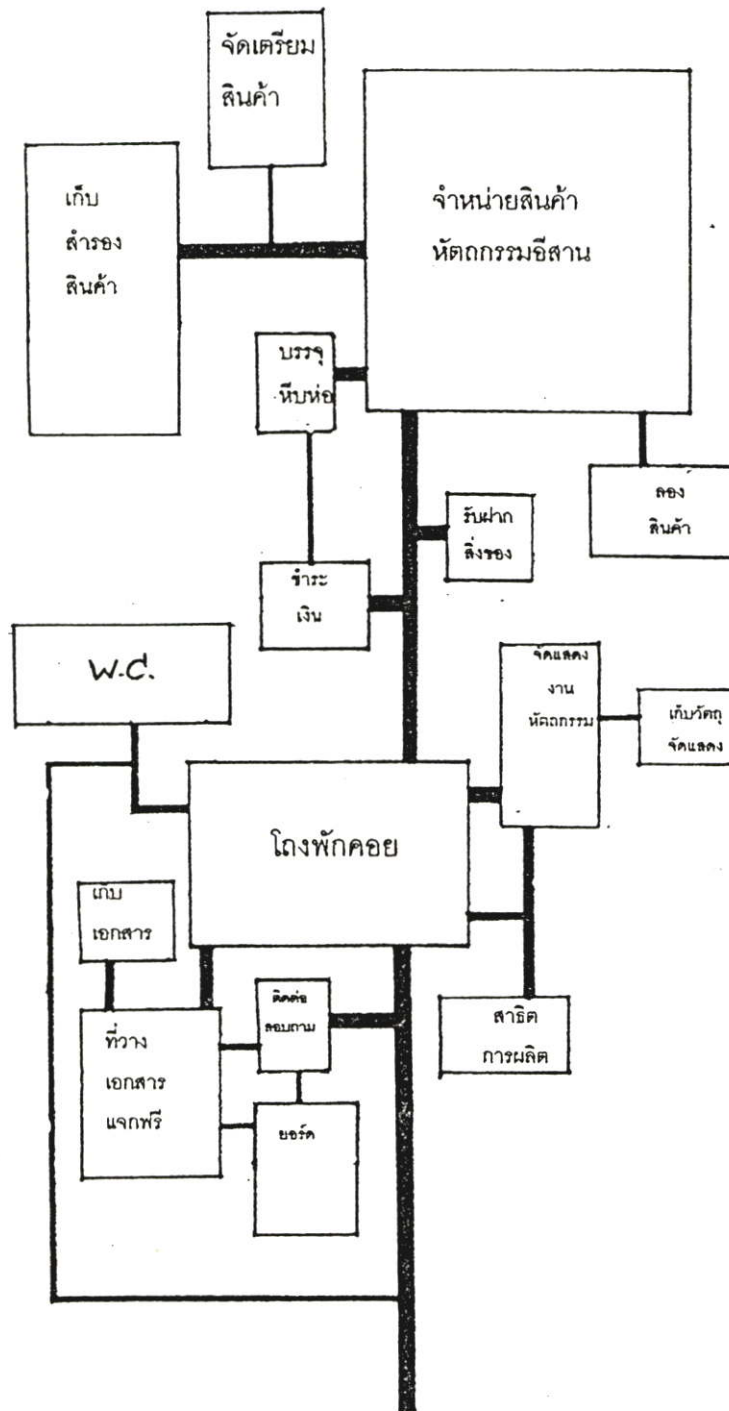 จัดเตรียม
สินค้า
เก็บ
สำรอง
สินค้า
จำหน่ายสินค้า
หัตถกรรมอีสาน
บรรจุ
หีบห่อ
ลอง
สินค้า
รับฝาก
สิ่งของ
ชำระ
เงิน
W.C.
จัดแสดง
งาน
หัตถกรรม
เก็บวัตถุ
จัดแสดง
โถงพักคอย
เก็บ
เอกสาร
ติดต่อ
สอบถาม
ที่วาง
เอกสาร
แจกฟรี
สาธิต
การผลิต
บอร์ด